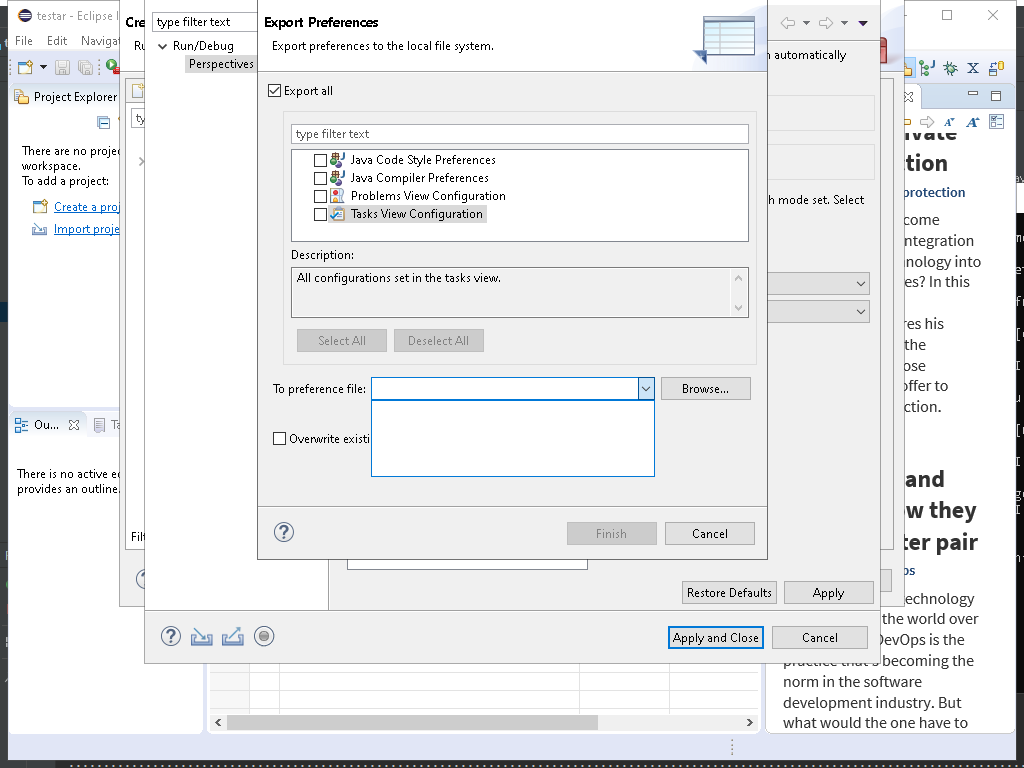 testar - Eclipse I
File Edit Navigat
Project Explorer
There are no proje
workspace.
To add a project:
Create a proj
Import proje
Ou...
Ta
There is no active e
provides an outline.
Cre
Ru
ty
Filt
type filter text
Run/Debug
Perspectives
Export Preferences
Export preferences to the local file system.
Export all
type filter text
Java Code Style Preferences
Java Compiler Preferences
Problems View Configuration
Tasks View Configuration
Description:
All configurations set in the tasks view.
Select All
Deselect All
To preference file:
Browse...
Overwrite existi
Finish
Cancel
automatically
h mode set. Select
Restore Defaults
Apply
Apply and Close
Cancel
ivate
tion
protection
come
ntegration
nology into
es? In this
res his
the
ose
offer to
ction.
and
ow they
ter pair
ps
echnology
the world over
DevOps is the
practice that's becoming the
norm in the software
development industry. But
what would the one have to